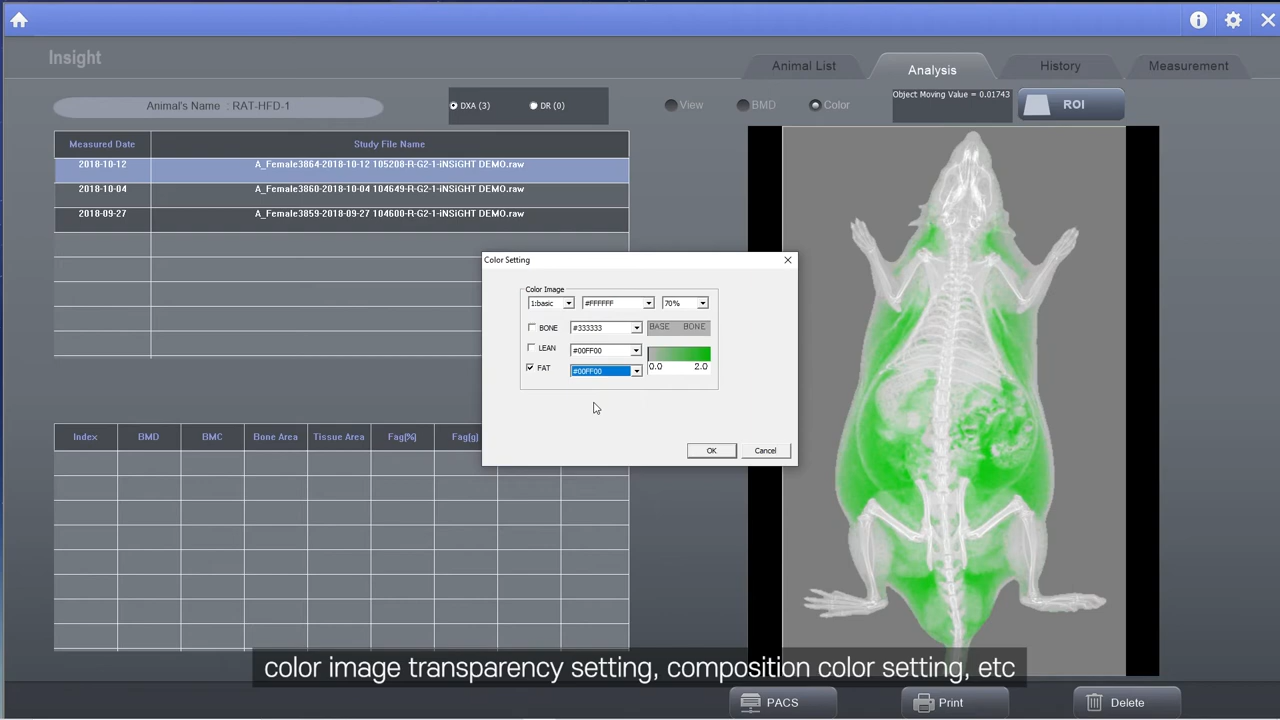 Insight
Animal List
Analysis
History
Measurement
Animal's Name : RAT-HFD-1
DXA (3)
DR (0)
View
BMD
Color
Object Moving Value = 0.01743
ROI
Measured Date
Study File Name
2018-10-12
A_Female3864-2018-10-12 105208-R-G2-1-iNSiGHT DEMO.raw
2018-10-04
A_Female3860-2018-10-04 104649-R-G2-1-iNSiGHT DEMO.raw
2018-09-27
A_Female3859-2018-09-27 104600-R-G2-1-iNSiGHT DEMO.raw
Color Setting
Color Image
1:basic
#FFFFFF
70%
BONE
#333333
BASE
BONE
LEAN
#00FF00
FAT
#00FF00
0.0
2.0
OK
Cancel
Index
BMD
BMC
Bone Area
Tissue Area
Fag(%)
Fag(g)
color image transparency setting, composition color setting, etc
PACS
Print
Delete